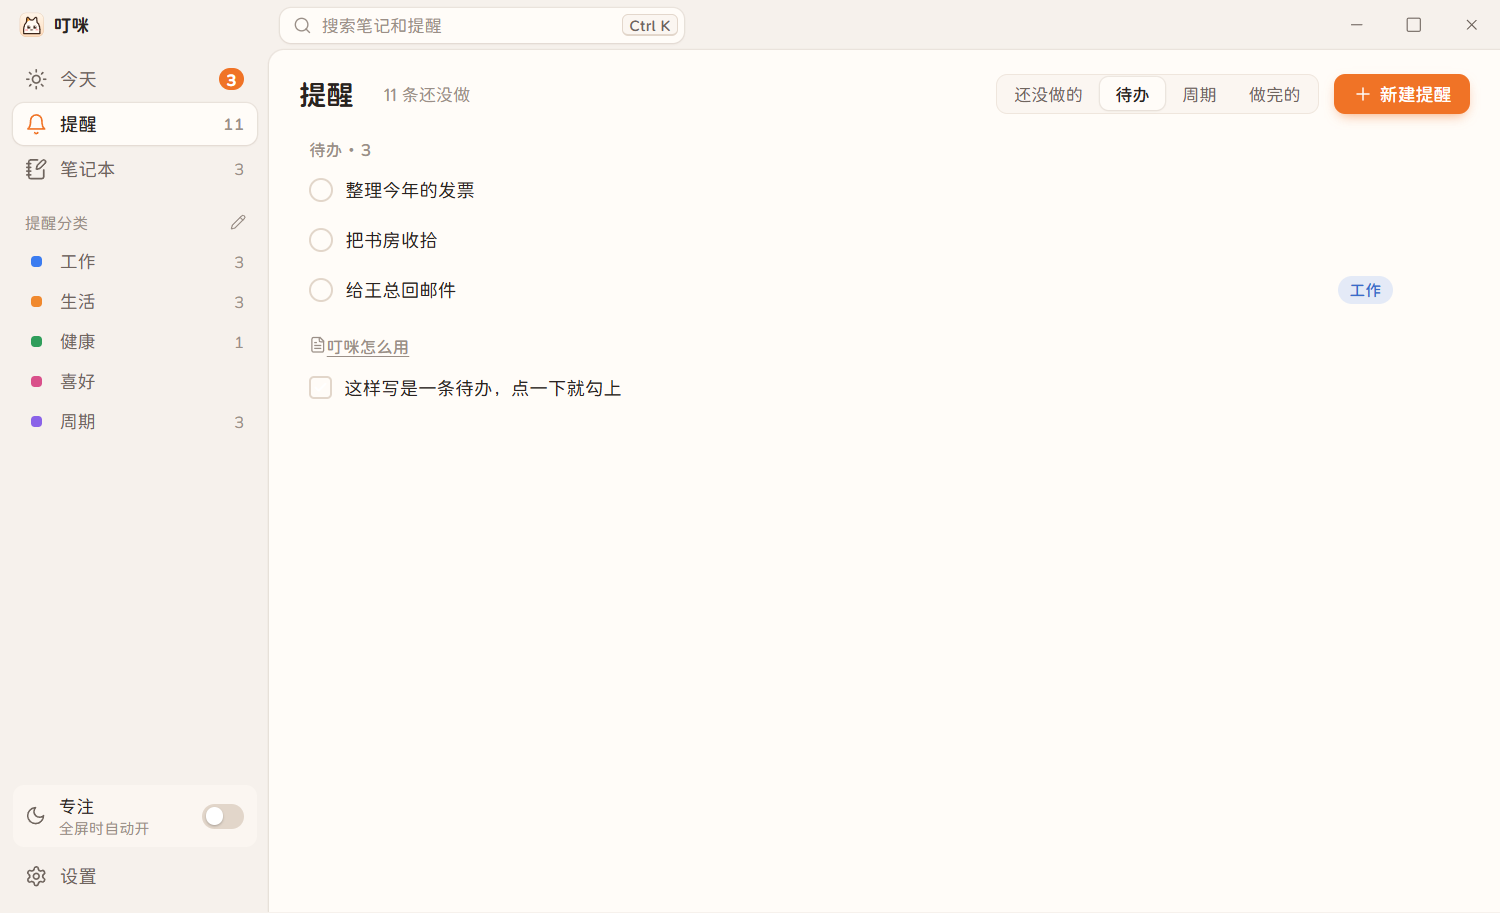 叮咪
搜索笔记和提醒 Ctrl K
今天 3
提醒 11
笔记本 3
提醒分类
工作 3
生活 3
健康 1
喜好
周期 3
专注
全屏时自动开
设置
提醒 11 条还没做
还没做的 待办 周期 做完的
新建提醒
待办 · 3
整理今年的发票
把书房收拾
给王总回邮件 工作
叮咪怎么用
这样写是一条待办，点一下就勾上